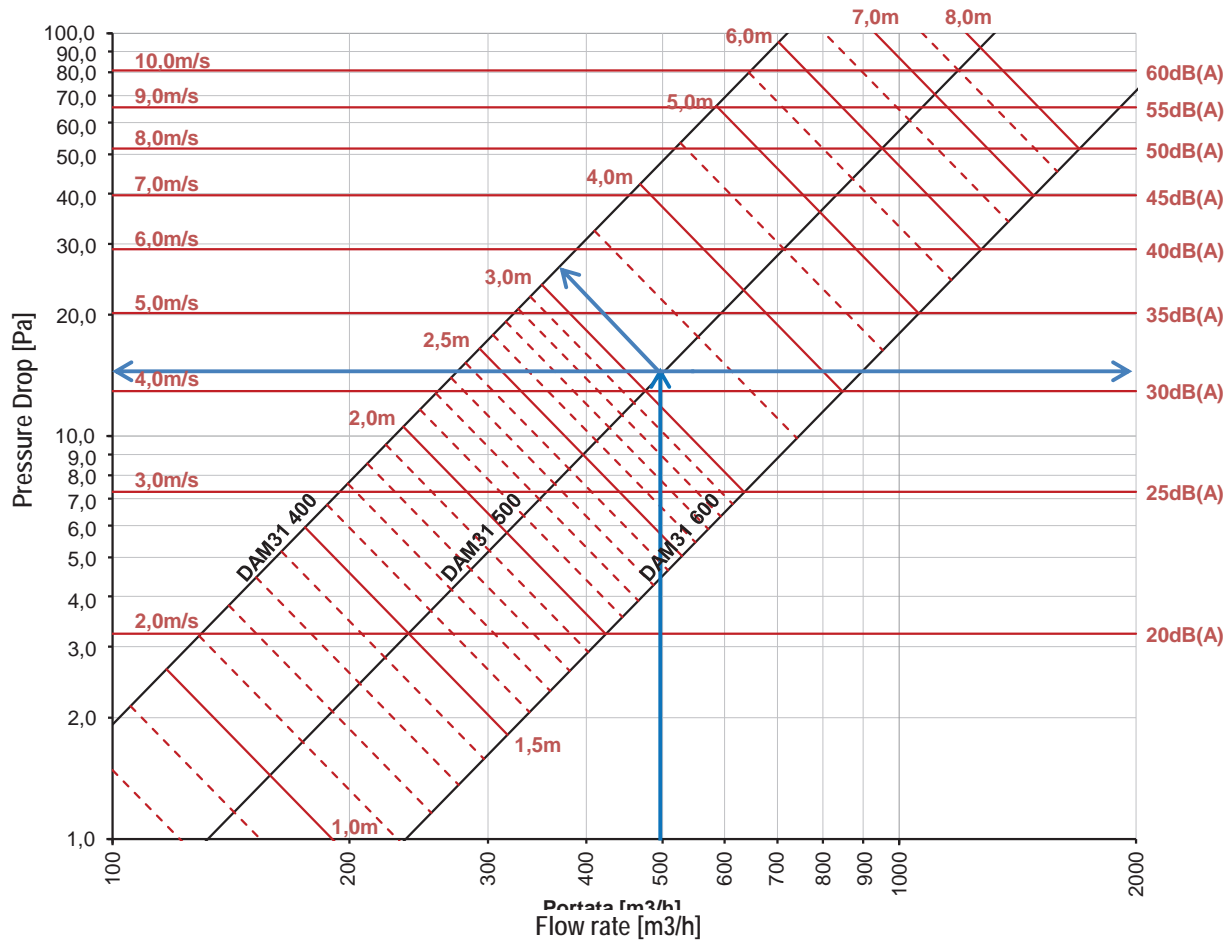 7,0m 8,0m
100,0
6,0m
90,0
10,0m/s
80,0 60dB(A)
9,0m/s
70,0 5,0m 55dB(A)
60,0
8,0m/s
50,0 50dB(A)
7,0m/s 4,0m
40,0 45dB(A)
6,0m/s
30,0 40dB(A)
3,0m
5,0m/s
20,0 35dB(A)
2,5m
4,0m/s
30dB(A)
2,0m
10,0
9,0
8,0
3,0m/s
7,0 25dB(A)
6,0
5,0
4,0
DAM31 400
DAM31 500
DAM31 600
2,0m/s
3,0 20dB(A)
2,0
1,5m
1,0m
1,0
Pressure Drop [Pa]
100 200 300 400 500 600 700 800 900 1000 2000
Portata [m3/h]
Flow rate [m3/h]